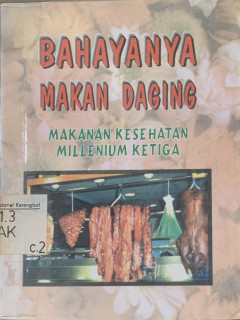 BAHAYANYA
MAKAN DAGING
MAKANAN KESEHATAN
MILLENIUM KETIGA
1.3
AK
c.2